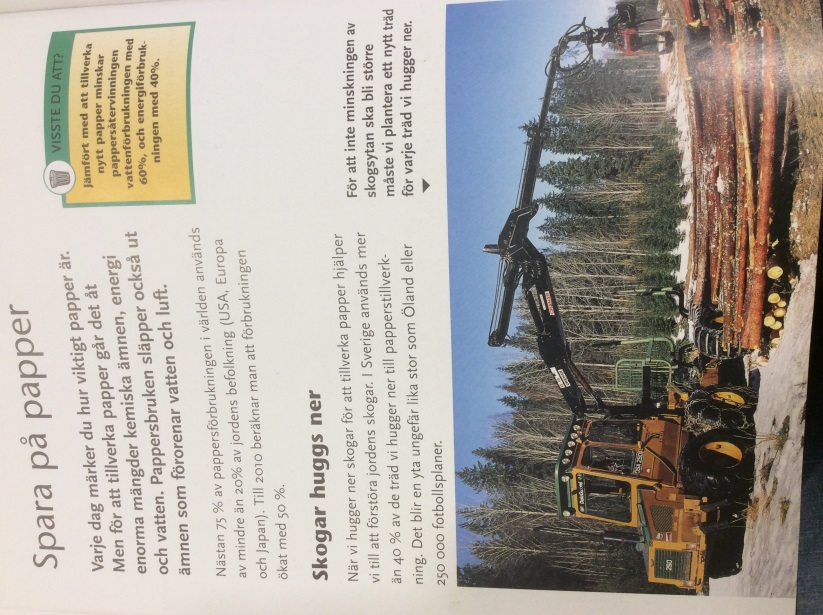 Spara på papper
Varje dag märker du hur viktigt papper är.
Men för att tillverka papper går det åt
enorma mängder kemiska ämnen, energi
och vatten. Pappersbruken släpper också ut
ämnen som förorenar vatten och luft.
VISSTE DU ATT?
Jämfört med att tillverka
nytt papper minskar
pappersåtervinningen
vattenförbrukningen med
60%, och energiförbruk-
ningen med 40%.
Nästan 75 % av pappersförbrukningen i världen används
av mindre än 20% av jordens befolkning (USA, Europa
och Japan). Till 2010 beräknar man att förbrukningen
ökat med 50 %.
Skogar huggs ner
När vi hugger ner skogar för att tillverka papper hjälper
vi till att förstöra jordens skogar. I Sverige används mer
än 40 % av de träd vi hugger ner till papperstillverk-
ning. Det blir en yta ungefär lika stor som Öland eller
250 000 fotbollsplaner.
För att inte minskningen av
skogsytan ska bli större
måste vi plantera ett nytt träd
för varje träd vi hugger ner.
250